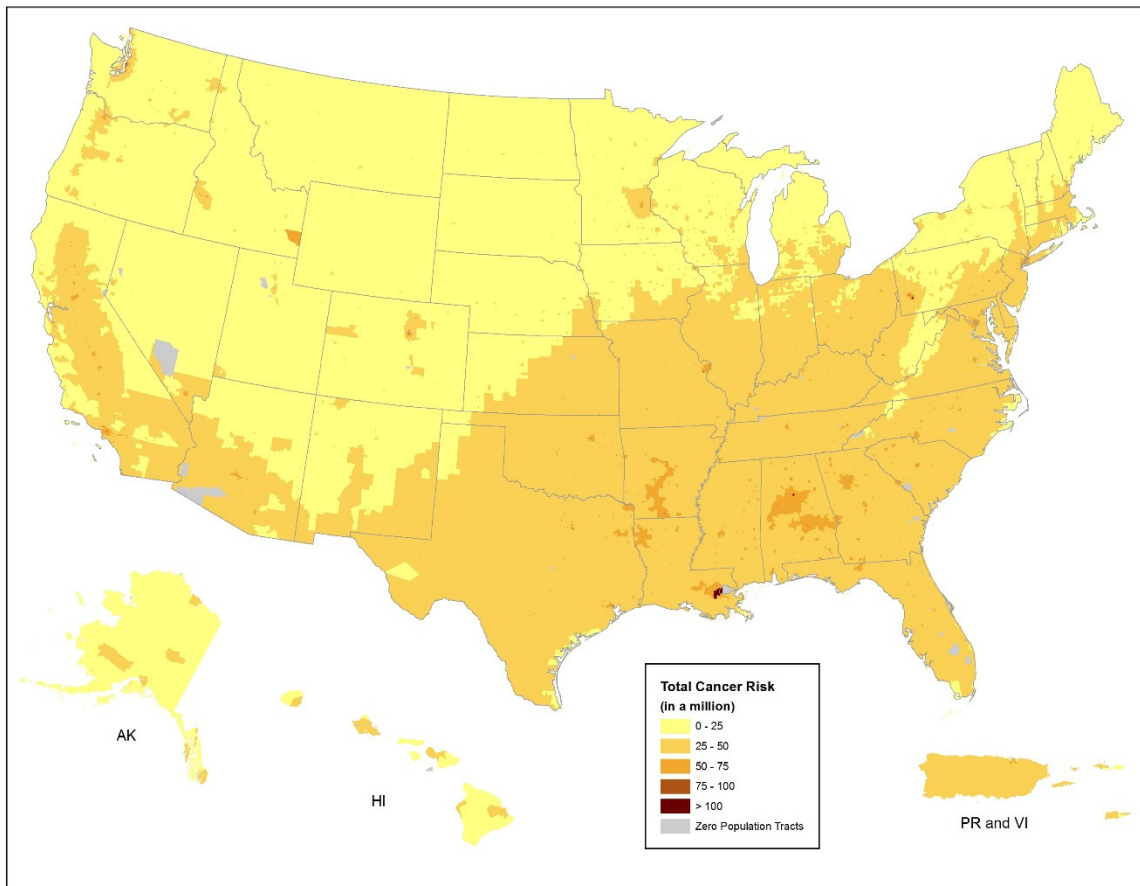 AK
HI
PR and VI
Total Cancer Risk
(in a million)
0 - 25
25 - 50
50 - 75
75 - 100
> 100
Zero Population Tracts